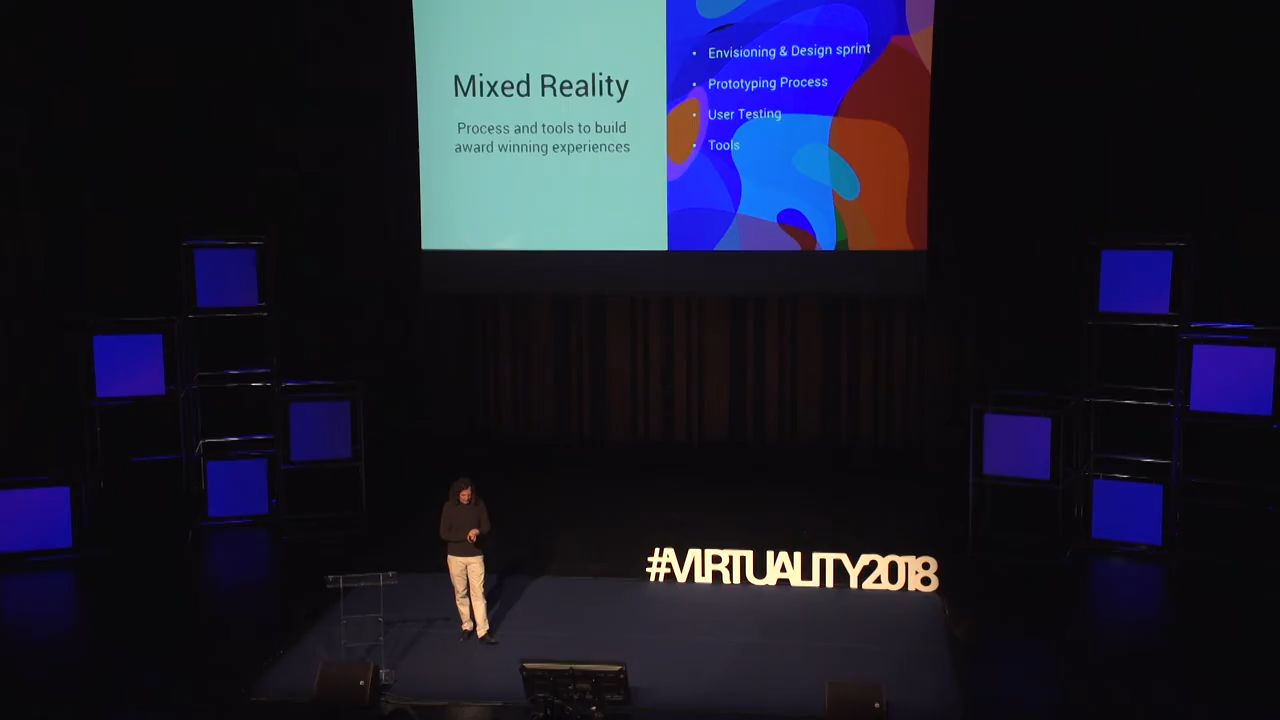 Mixed Reality
Process and tools to build
award winning experiences
• Envisioning & Design sprint
• Prototyping Process
• User Testing
• Tools
#VIRTUALITY2018